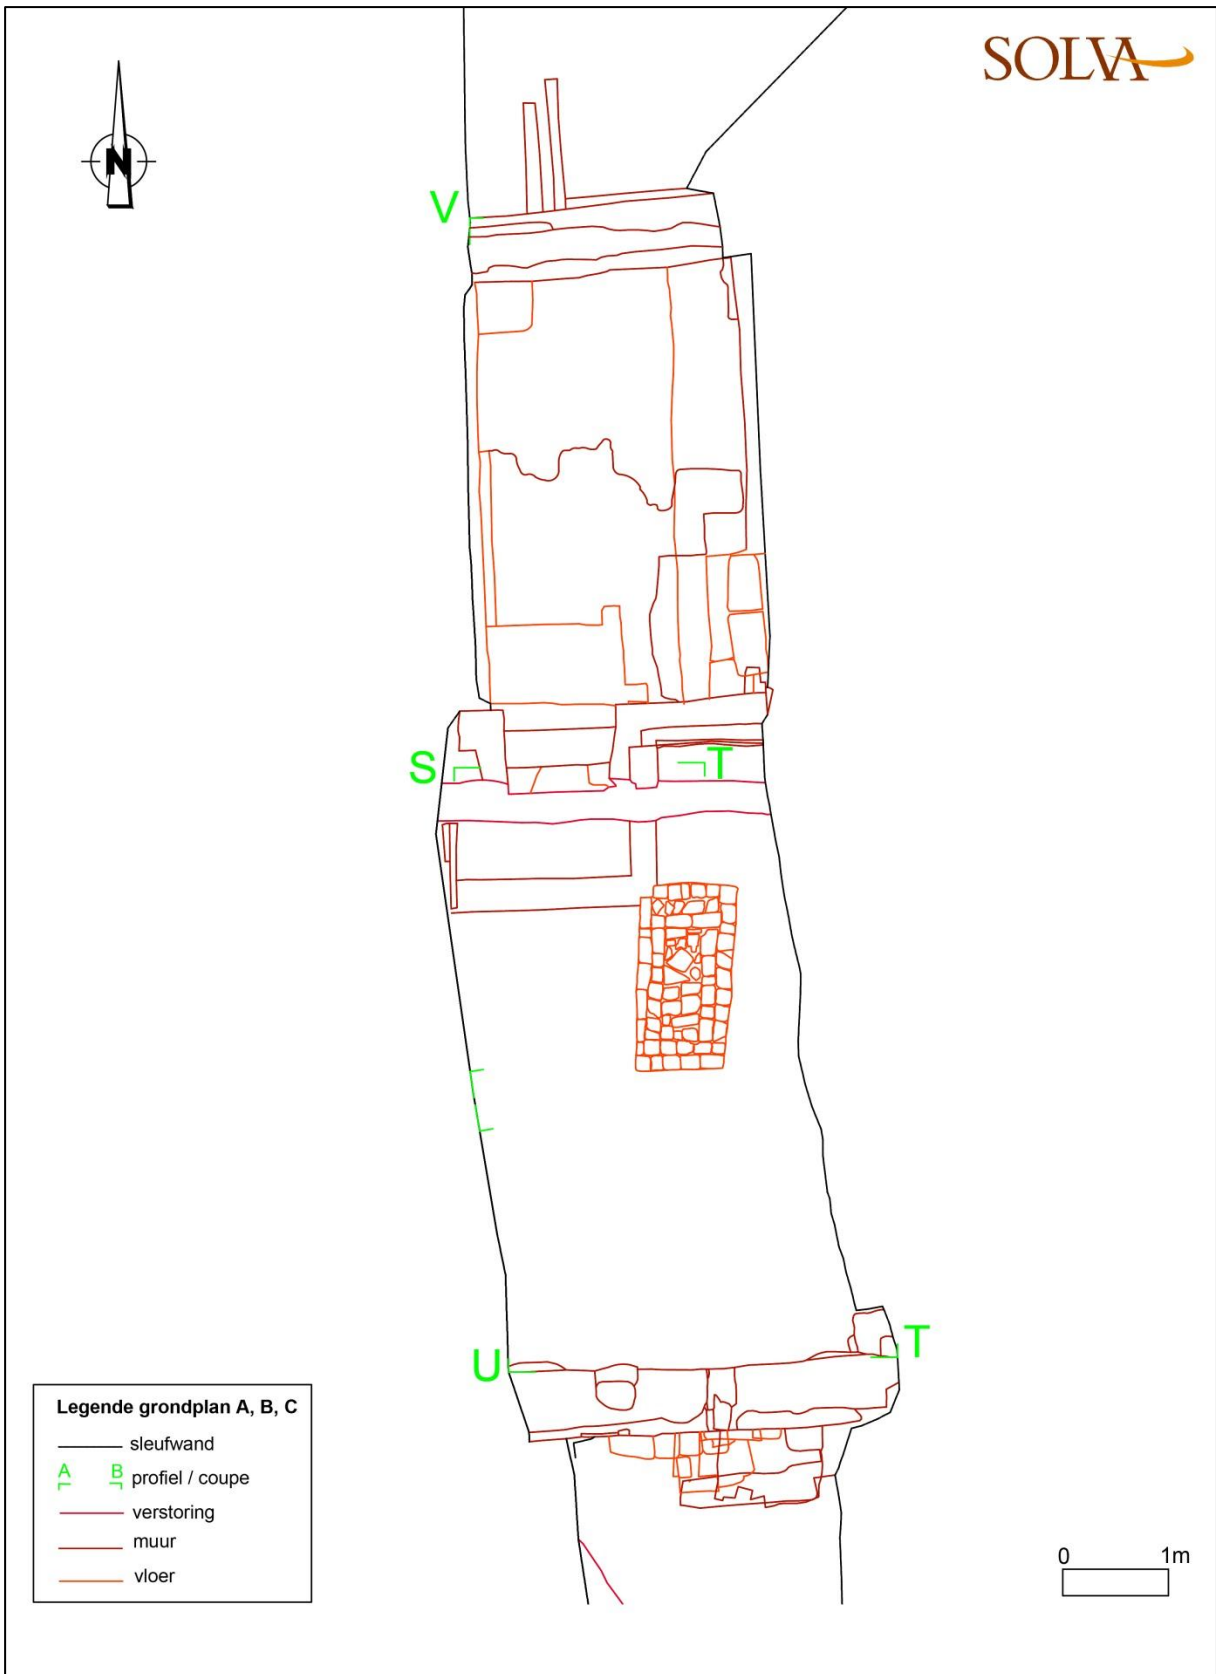 SOLVA
N
V
S
T
U
T
Legende grondplan A, B, C
sleufwand
A B profiel / coupe
verstoring
muur
vloer
0 1m